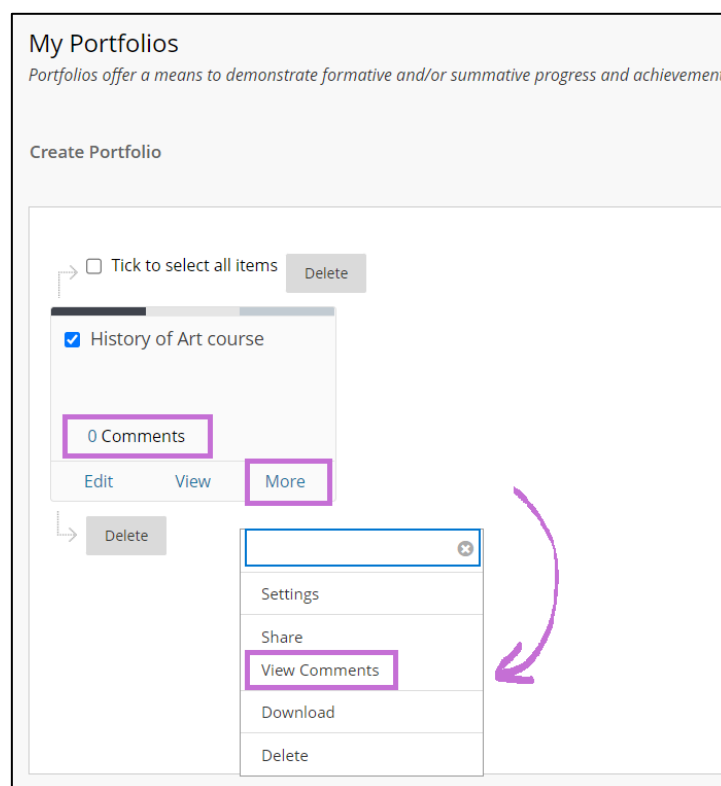 My Portfolios
Portfolios offer a means to demonstrate formative and/or summative progress and achievement
Create Portfolio
Tick to select all items
Delete
History of Art course
0 Comments
Edit View More
Delete
Settings
Share
View Comments
Download
Delete